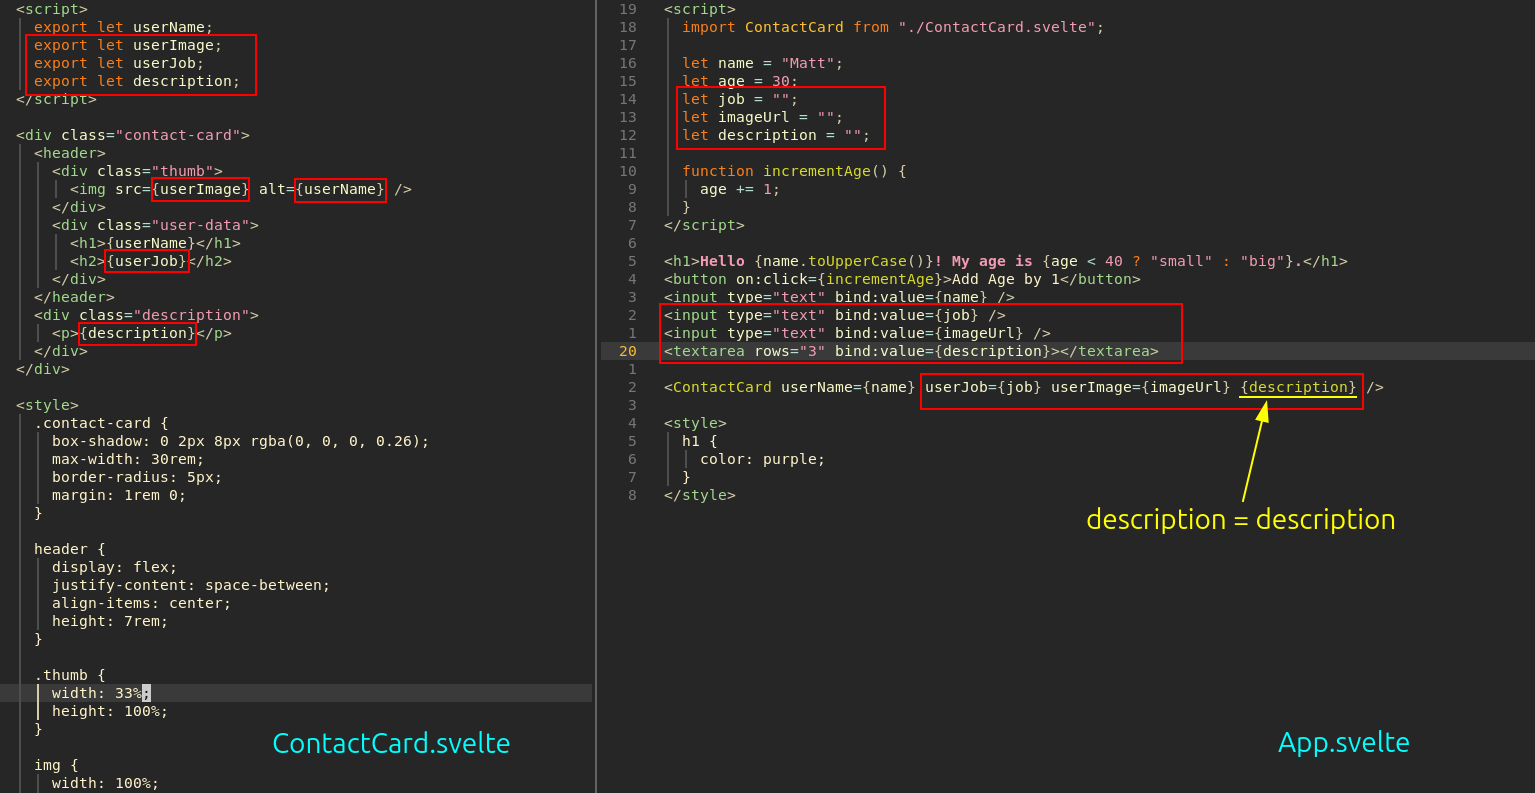 <script>
export let userName;
export let userImage;
export let userJob;
export let description;
</script>
<div class="contact-card">
<header>
<div class="thumb">
<img src={userImage} alt={userName} />
</div>
<div class="user-data">
<h1>{userName}</h1>
<h2>{userJob}</h2>
</div>
</header>
<div class="description">
<p>{description}</p>
</div>
</div>
<style>
.contact-card {
box-shadow: 0 2px 8px rgba(0, 0, 0, 0.26);
max-width: 30rem;
border-radius: 5px;
margin: 1rem 0;
}
header {
display: flex;
justify-content: space-between;
align-items: center;
height: 7rem;
}
.thumb {
width: 33%;
height: 100%;
}
img {
width: 100%;
ContactCard.svelte
19 <script>
18 import ContactCard from "./ContactCard.svelte";
17
16 let name = "Matt";
15 let age = 30;
14 let job = "";
13 let imageUrl = "";
12 let description = "";
11
10 function incrementAge() {
9 age += 1;
8 }
7 </script>
6
5 <h1>Hello {name.toUpperCase()}! My age is {age < 40 ? "small" : "big"}.</h1>
4 <button on:click={incrementAge}>Add Age by 1</button>
3 <input type="text" bind:value={name} />
2 <input type="text" bind:value={job} />
1 <input type="text" bind:value={imageUrl} />
20 <textarea rows="3" bind:value={description}></textarea>
1
2 <ContactCard userName={name} userJob={job} userImage={imageUrl} {description} />
3
4 <style>
5 h1 {
6 color: purple;
7 }
8 </style>
description = description
App.svelte